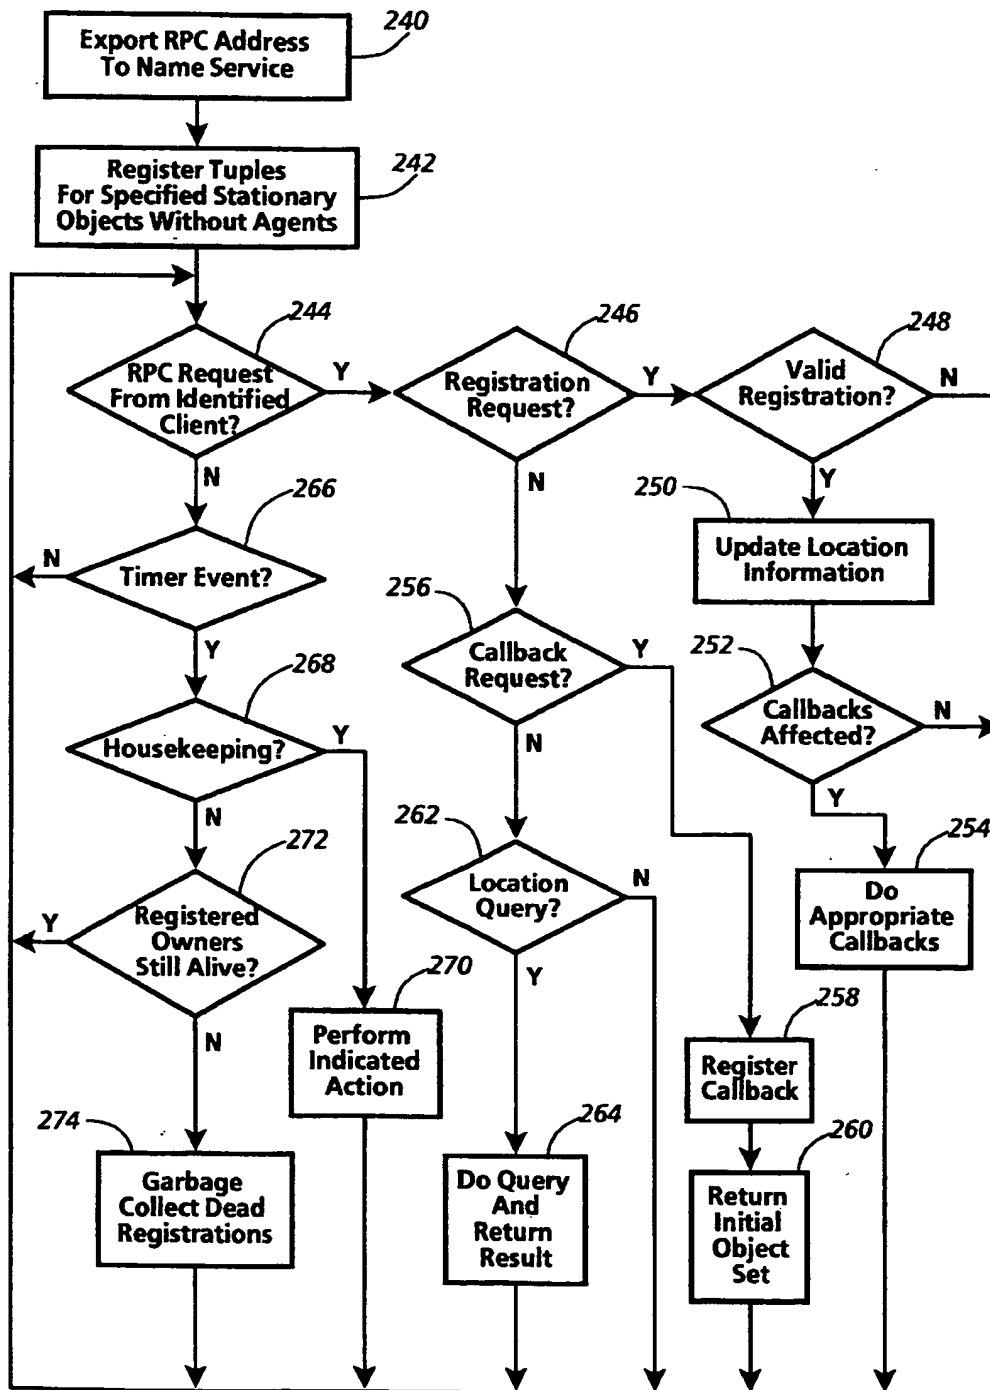 240
Export RPC Address
To Name Service
242
Register Tuples
For Specified Stationary
Objects Without Agents
244
RPC Request
From Identified
Client?
Y
N
246
Registration
Request?
Y
N
248
Valid
Registration?
N
Y
250
Update Location
Information
252
Callbacks
Affected?
N
Y
254
Do
Appropriate
Callbacks
256
Callback
Request?
Y
N
258
Register
Callback
260
Return
Initial
Object
Set
262
Location
Query?
N
Y
264
Do Query
And
Return
Result
266
Timer Event?
N
Y
268
Housekeeping?
Y
N
270
Perform
Indicated
Action
272
Registered
Owners
Still Alive?
Y
N
274
Garbage
Collect Dead
Registrations